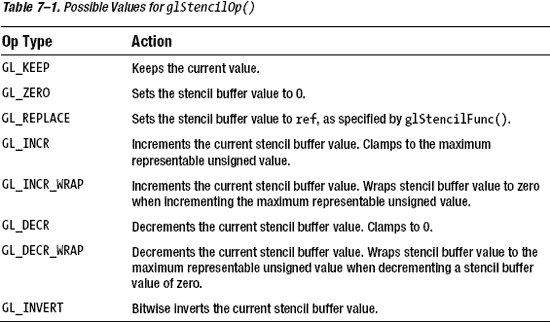 Table 7–1. Possible Values for glStencilOp()
Op Type Action
GL_KEEP Keeps the current value.
GL_ZERO Sets the stencil buffer value to 0.
GL_REPLACE Sets the stencil buffer value to ref, as specified by glStencilFunc().
GL_INCR Increments the current stencil buffer value. Clamps to the maximum
representable unsigned value.
GL_INCR_WRAP Increments the current stencil buffer value. Wraps stencil buffer value to zero
when incrementing the maximum representable unsigned value.
GL_DECR Decrements the current stencil buffer value. Clamps to 0.
GL_DECR_WRAP Decrements the current stencil buffer value. Wraps stencil buffer value to the
maximum representable unsigned value when decrementing a stencil buffer
value of zero.
GL_INVERT Bitwise inverts the current stencil buffer value.